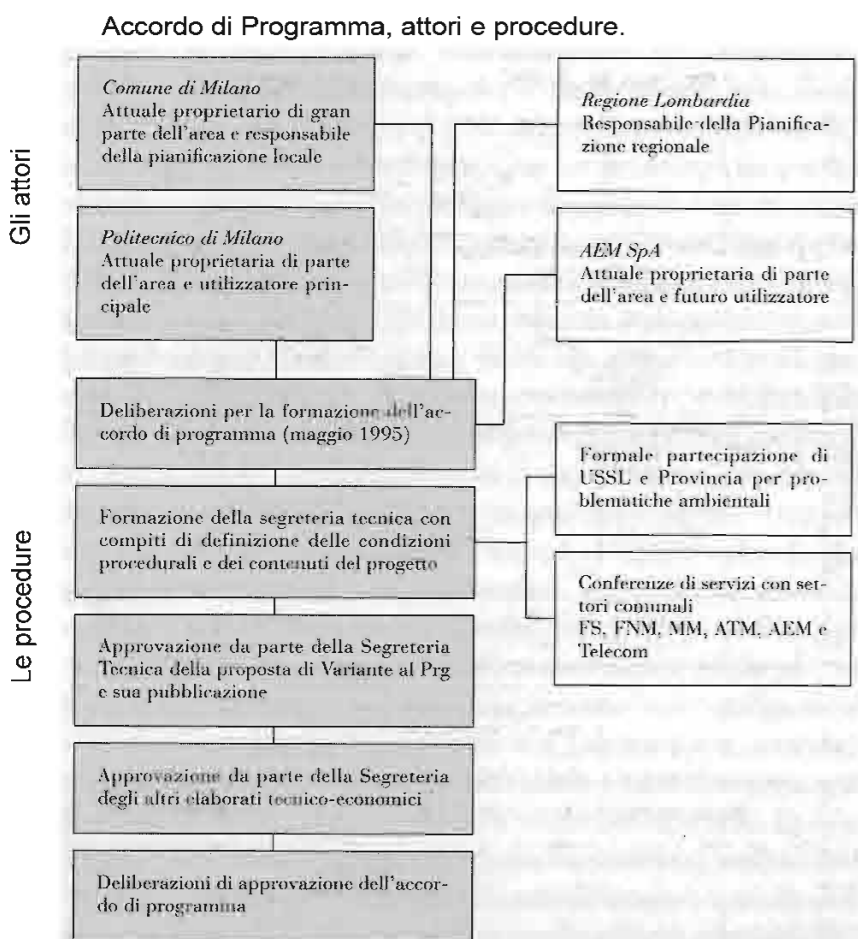 Accordo di Programma, attori e procedure.
Gli attori
Comune di Milano
Attuale proprietario di gran
parte dell'area e responsabile
della pianificazione locale
Regione Lombardia
Responsabile della Pianifica-
zione regionale
Politecnico di Milano
Attuale proprietaria di parte
dell'area e utilizzatore prin-
cipale
AEM SpA
Attuale proprietaria di parte
dell'area e futuro utilizzatore
Le procedure
Deliberazioni per la formazione dell'ac-
cordo di programma (maggio 1995)
Formazione della segreteria tecnica con
compiti di definizione delle condizioni
procedurali e dei contenuti del progetto
Formale partecipazione di
USSL e Provincia per pro-
blematiche ambientali
Conferenze di servizi con set-
tori comunali
FS, FNM, MM, ATM, AEM e
Telecom
Approvazione da parte della Segreteria
Tecnica della proposta di Variante al Prg
e sua pubblicazione
Approvazione da parte della Segreteria
degli altri elaborati tecnico-economici
Deliberazioni di approvazione dell'accor-
do di programma